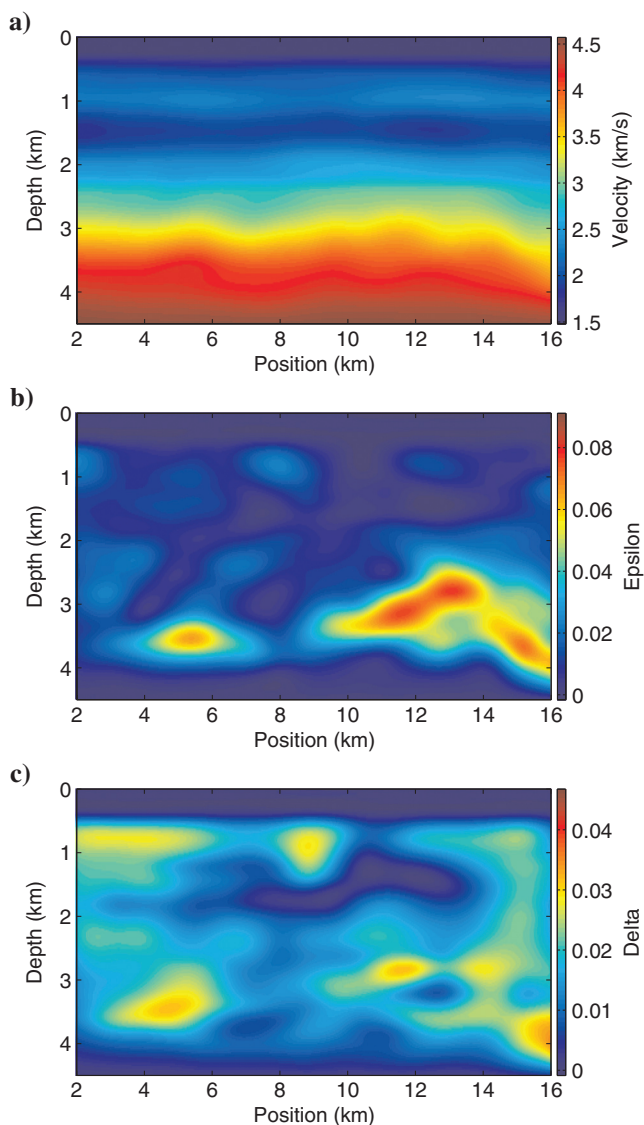 a)
0
1
2
3
4
Depth (km)
2 4 6 8 10 12 14 16
Position (km)
4.5
4
3.5
3
2.5
2
1.5
Velocity (km/s)
b)
0
1
2
3
4
Depth (km)
2 4 6 8 10 12 14 16
Position (km)
0.08
0.06
0.04
0.02
0
Epsilon
c)
0
1
2
3
4
Depth (km)
2 4 6 8 10 12 14 16
Position (km)
0.04
0.03
0.02
0.01
0
Delta